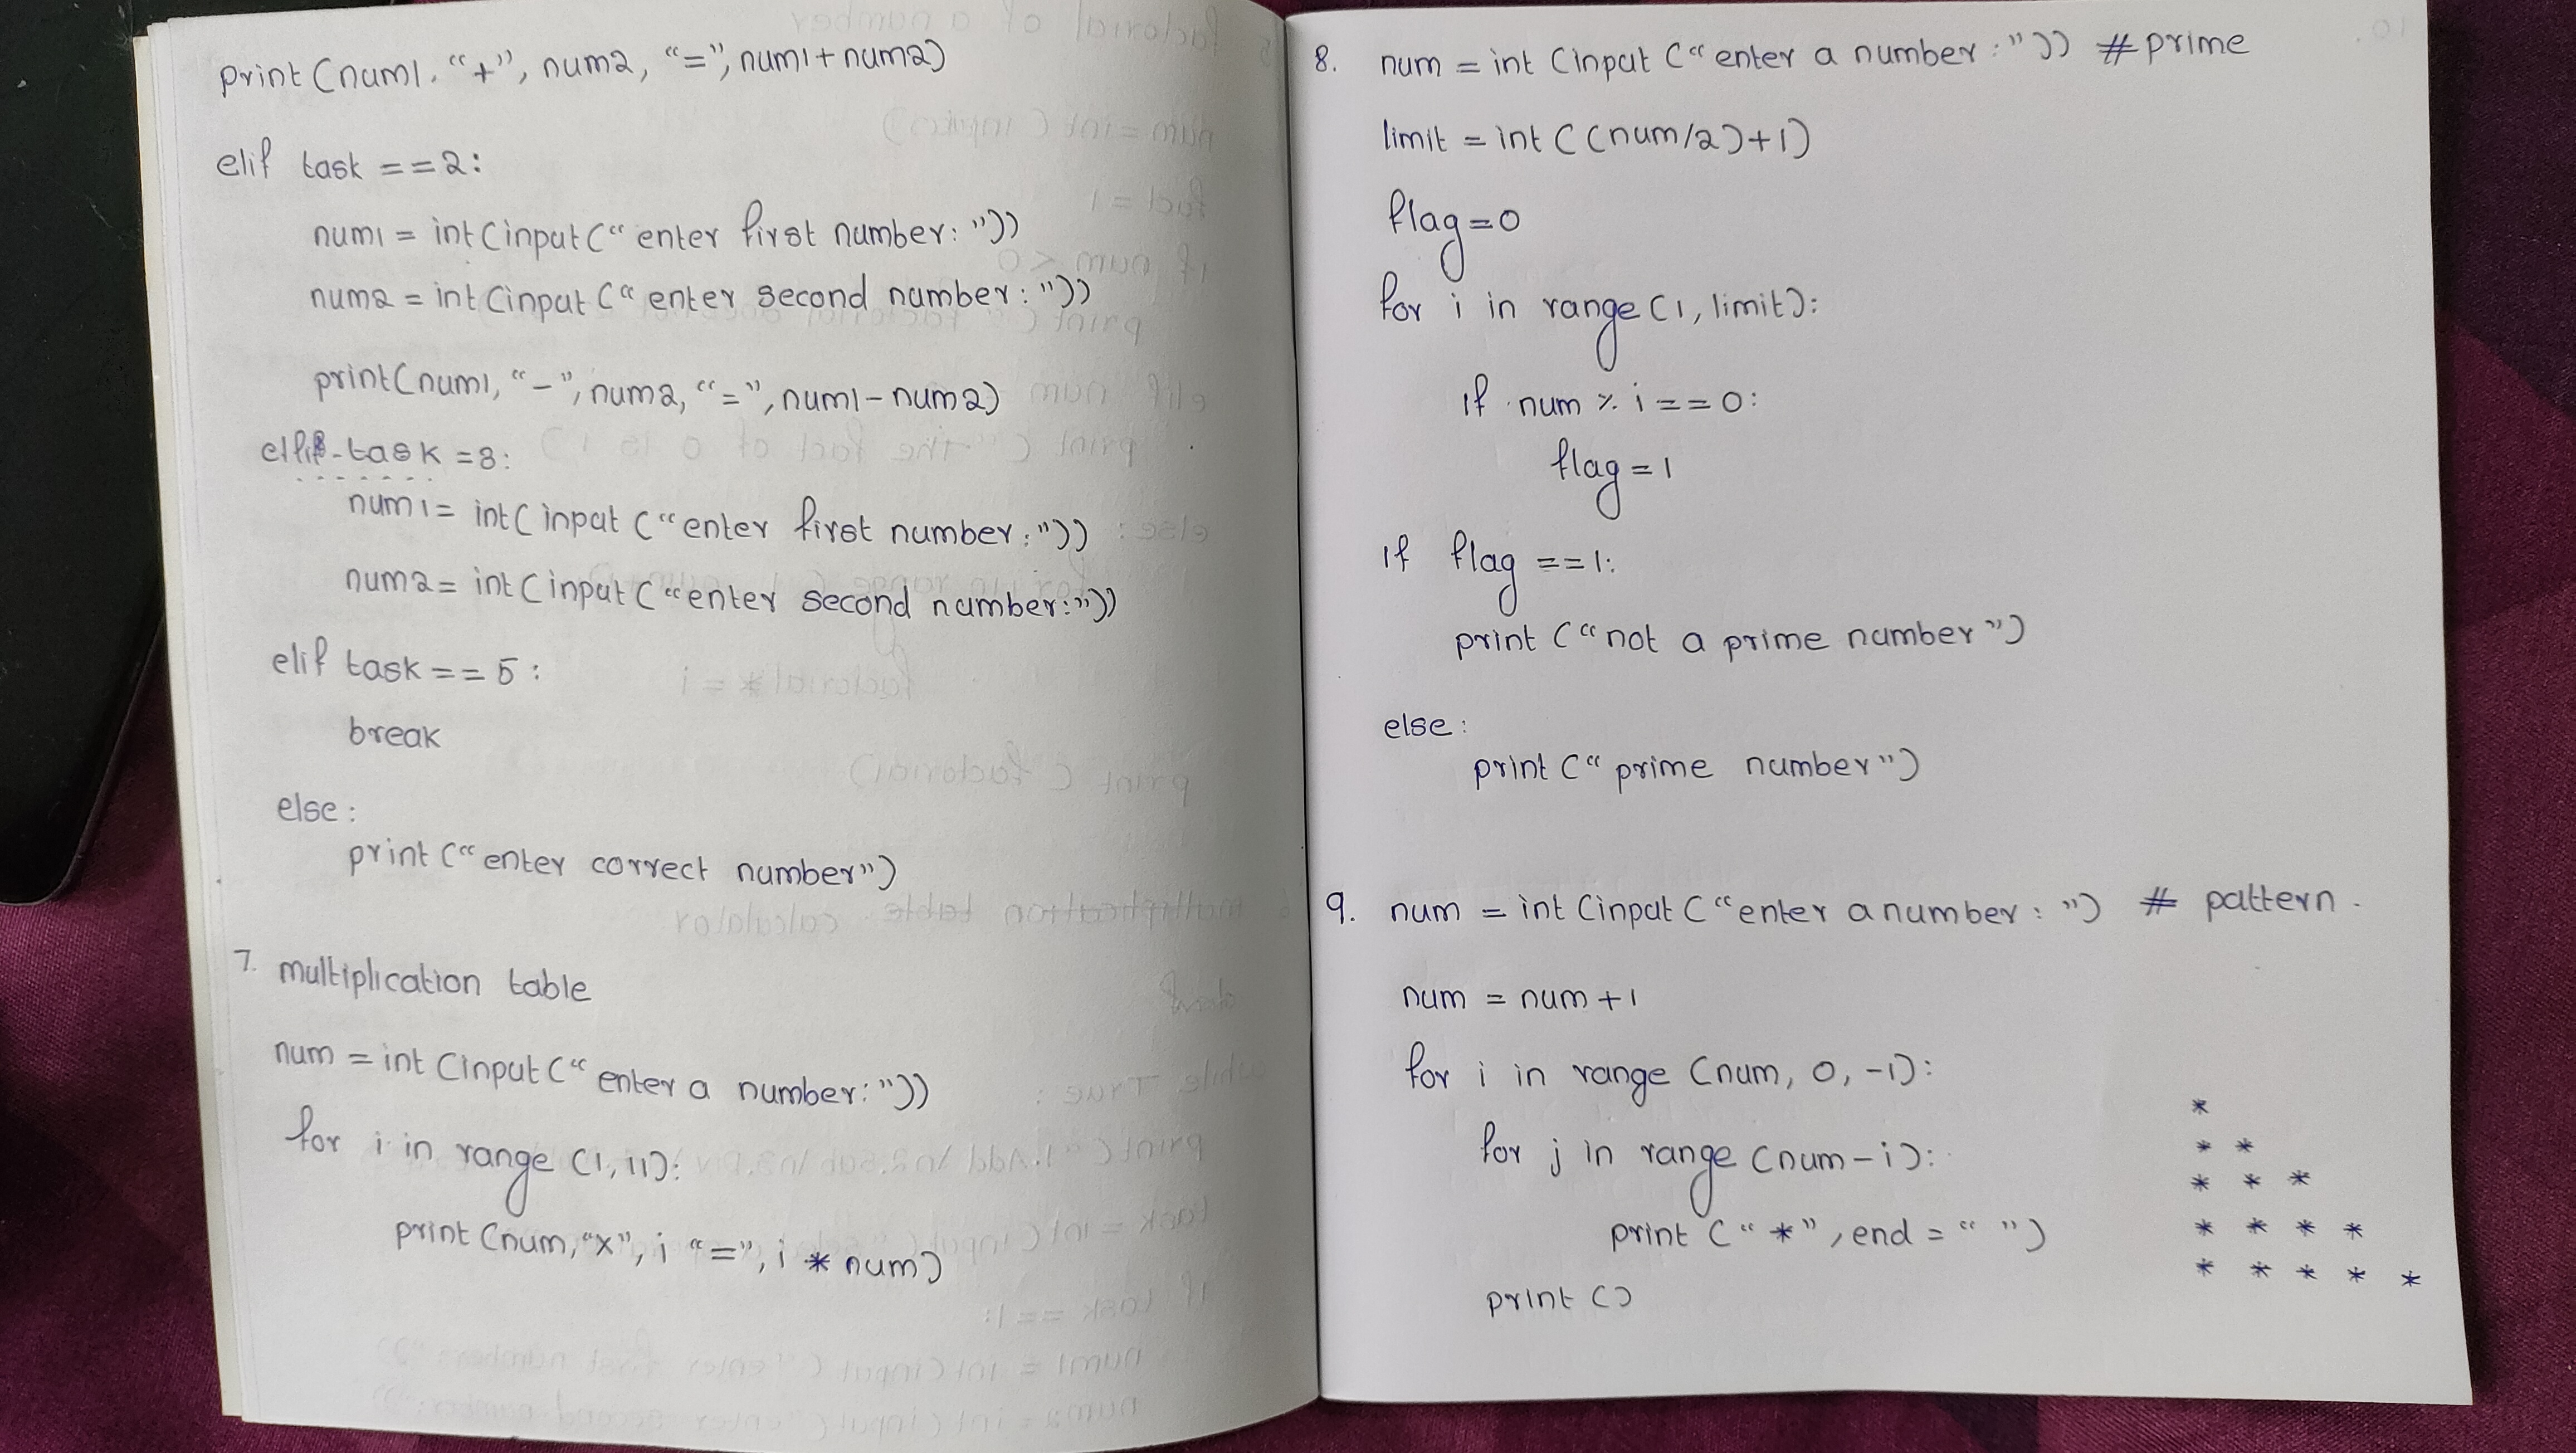 print(num1, "+", num2, "=", num1+num2)
elif task ==2:
num1 = int(input("enter first number: "))
num2 = int(input("enter second number: "))
print(num1, "-", num2, "=", num1-num2)
elif task =3:
num1= int(input("enter first number: "))
num2= int(input("enter second number:"))
elif task == 5 :
break
else :
print("enter correct number")
7. multiplication table
num = int(input("enter a number: "))
for i in range (1,11):
print(num,"x", i "=", i * num)
8. num = int(input("enter a number: ")) # prime
limit = int((num/2)+1)
flag=0
for i in range(1, limit):
if num % i ==0:
flag=1
if flag ==1:
print("not a prime number")
else :
print("prime number")
9. num = int(input("enter a number : ") # pattern.
num = num+1
for i in range (num, 0, -1):
*
for j in range (num-i):
* *
* * *
print ("*", end = " ")
* * * *
* * * * *
print()